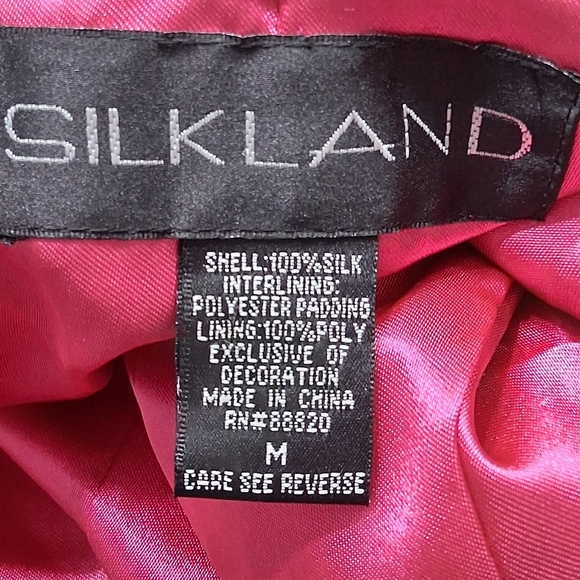 SILKLAND
SHELL:100%SILK
INTERLINING:
POLYESTER PADDING
LINING:100%POLY
EXCLUSIVE OF
DECORATION
MADE IN CHINA
RN#88820
M
CARE SEE REVERSE